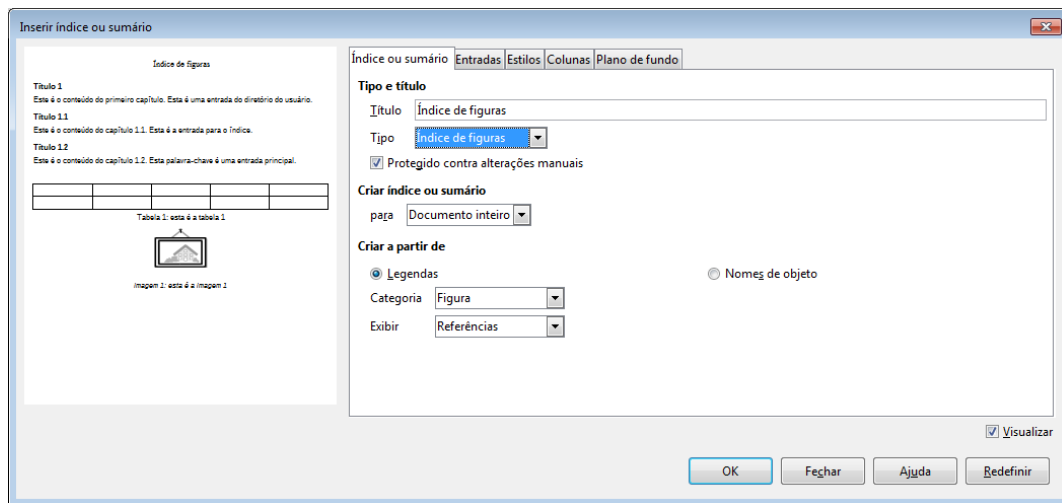 Inserir índice ou sumário
Índice de figuras
Título 1
Este é o conteúdo do primeiro capítulo. Esta é uma entrada do diretório do usuário.
Título 1.1
Este é o conteúdo do capítulo 1.1. Esta é a entrada para o índice.
Título 1.2
Este é o conteúdo do capítulo 1.2. Esta palavra-chave é uma entrada principal.
Tabela 1: esta é a tabela 1
Imagem 1: esta é a imagem 1
Índice ou sumário Entradas Estilos Colunas Plano de fundo
Tipo e título
Título Índice de figuras
Tipo Índice de figuras
Protegido contra alterações manuais
Criar índice ou sumário
para Documento inteiro
Criar a partir de
Legendas Nomes de objeto
Categoria Figura
Exibir Referências
Visualizar
OK Fechar Ajuda Redefinir